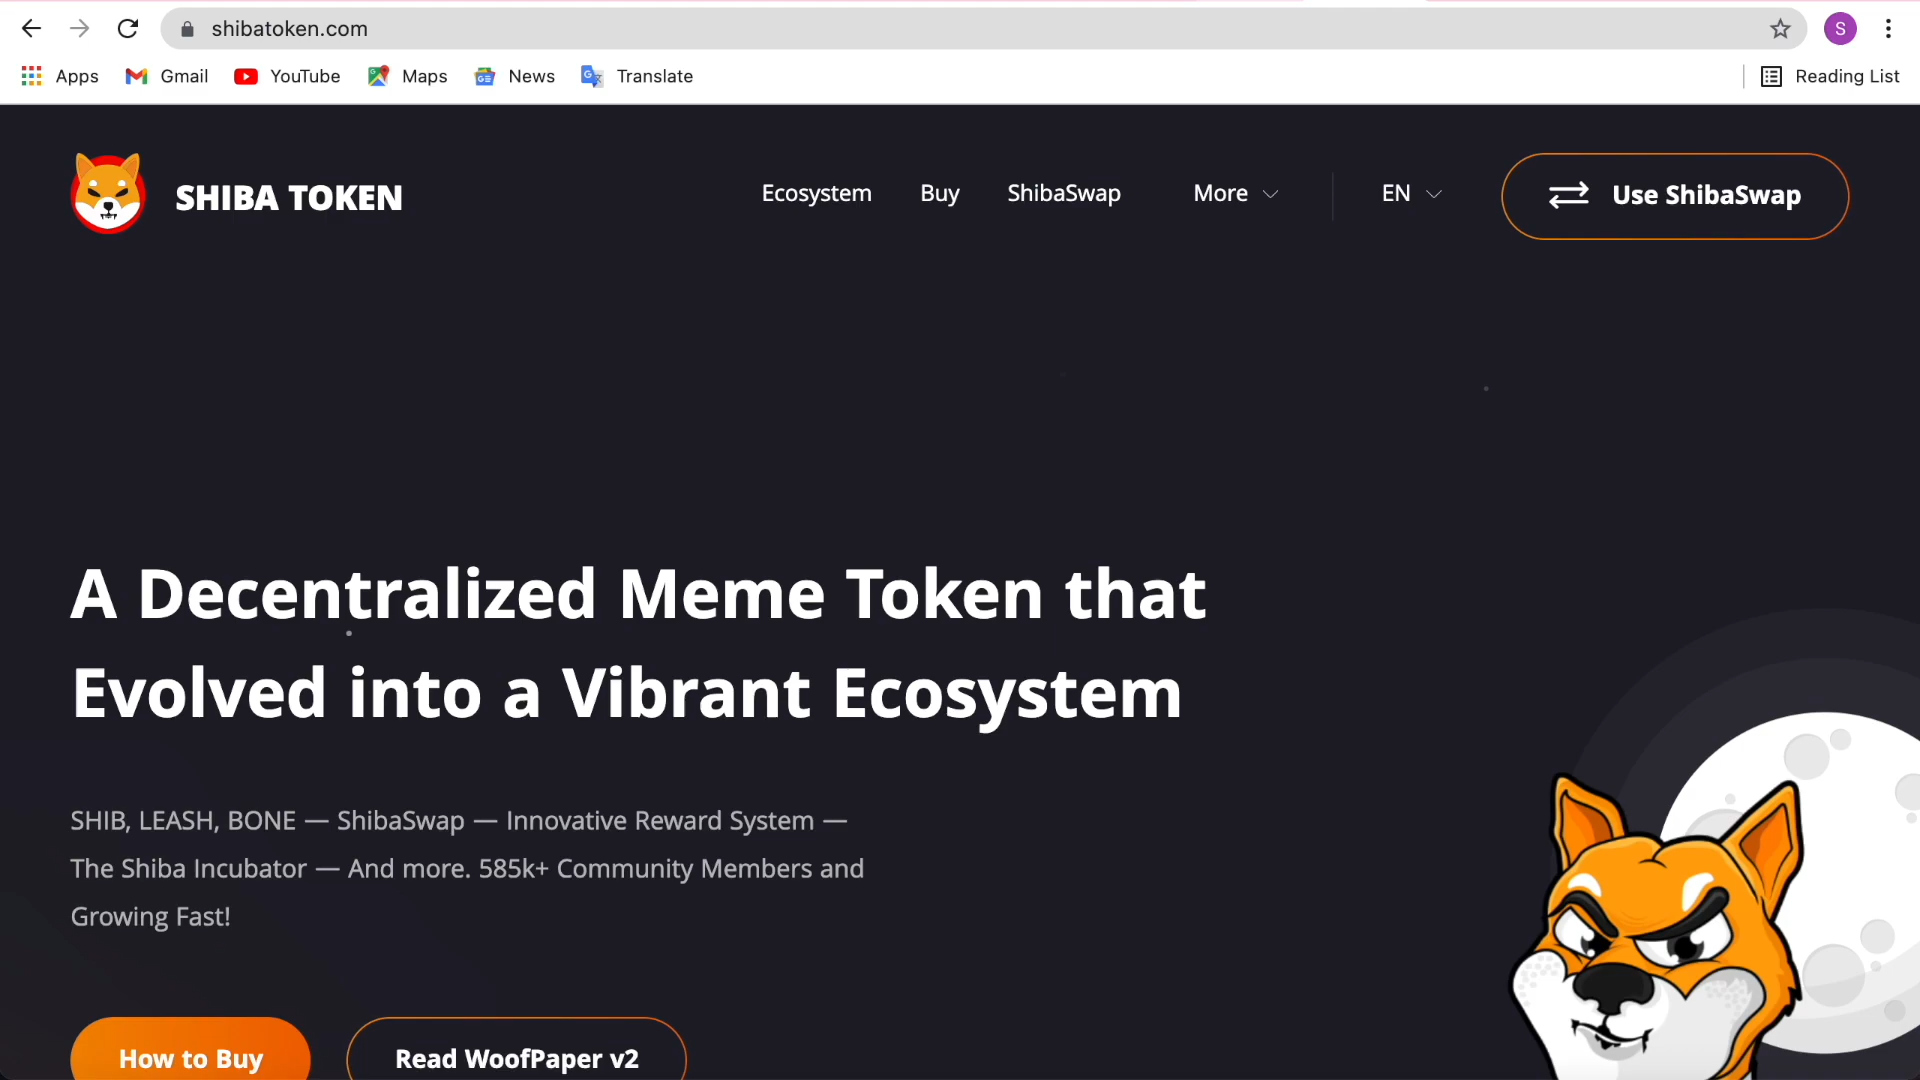 shibatoken.com
S
Apps
Gmail
YouTube
Maps
News
Translate
Reading List
SHIBA TOKEN
Ecosystem
Buy
ShibaSwap
More
EN
Use ShibaSwap
A Decentralized Meme Token that
Evolved into a Vibrant Ecosystem
SHIB, LEASH, BONE — ShibaSwap — Innovative Reward System —
The Shiba Incubator — And more. 585k+ Community Members and
Growing Fast!
How to Buy
Read WoofPaper v2